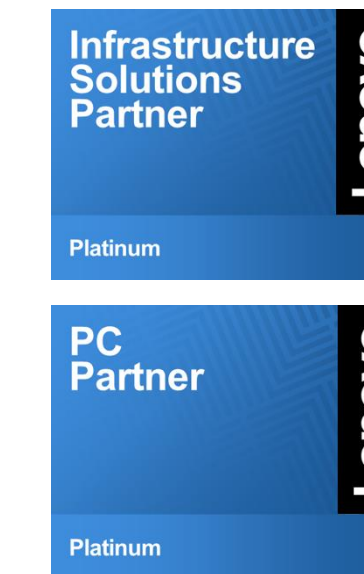 Infrastructure
Solutions
Partner
Platinum
PC
Partner
Platinum